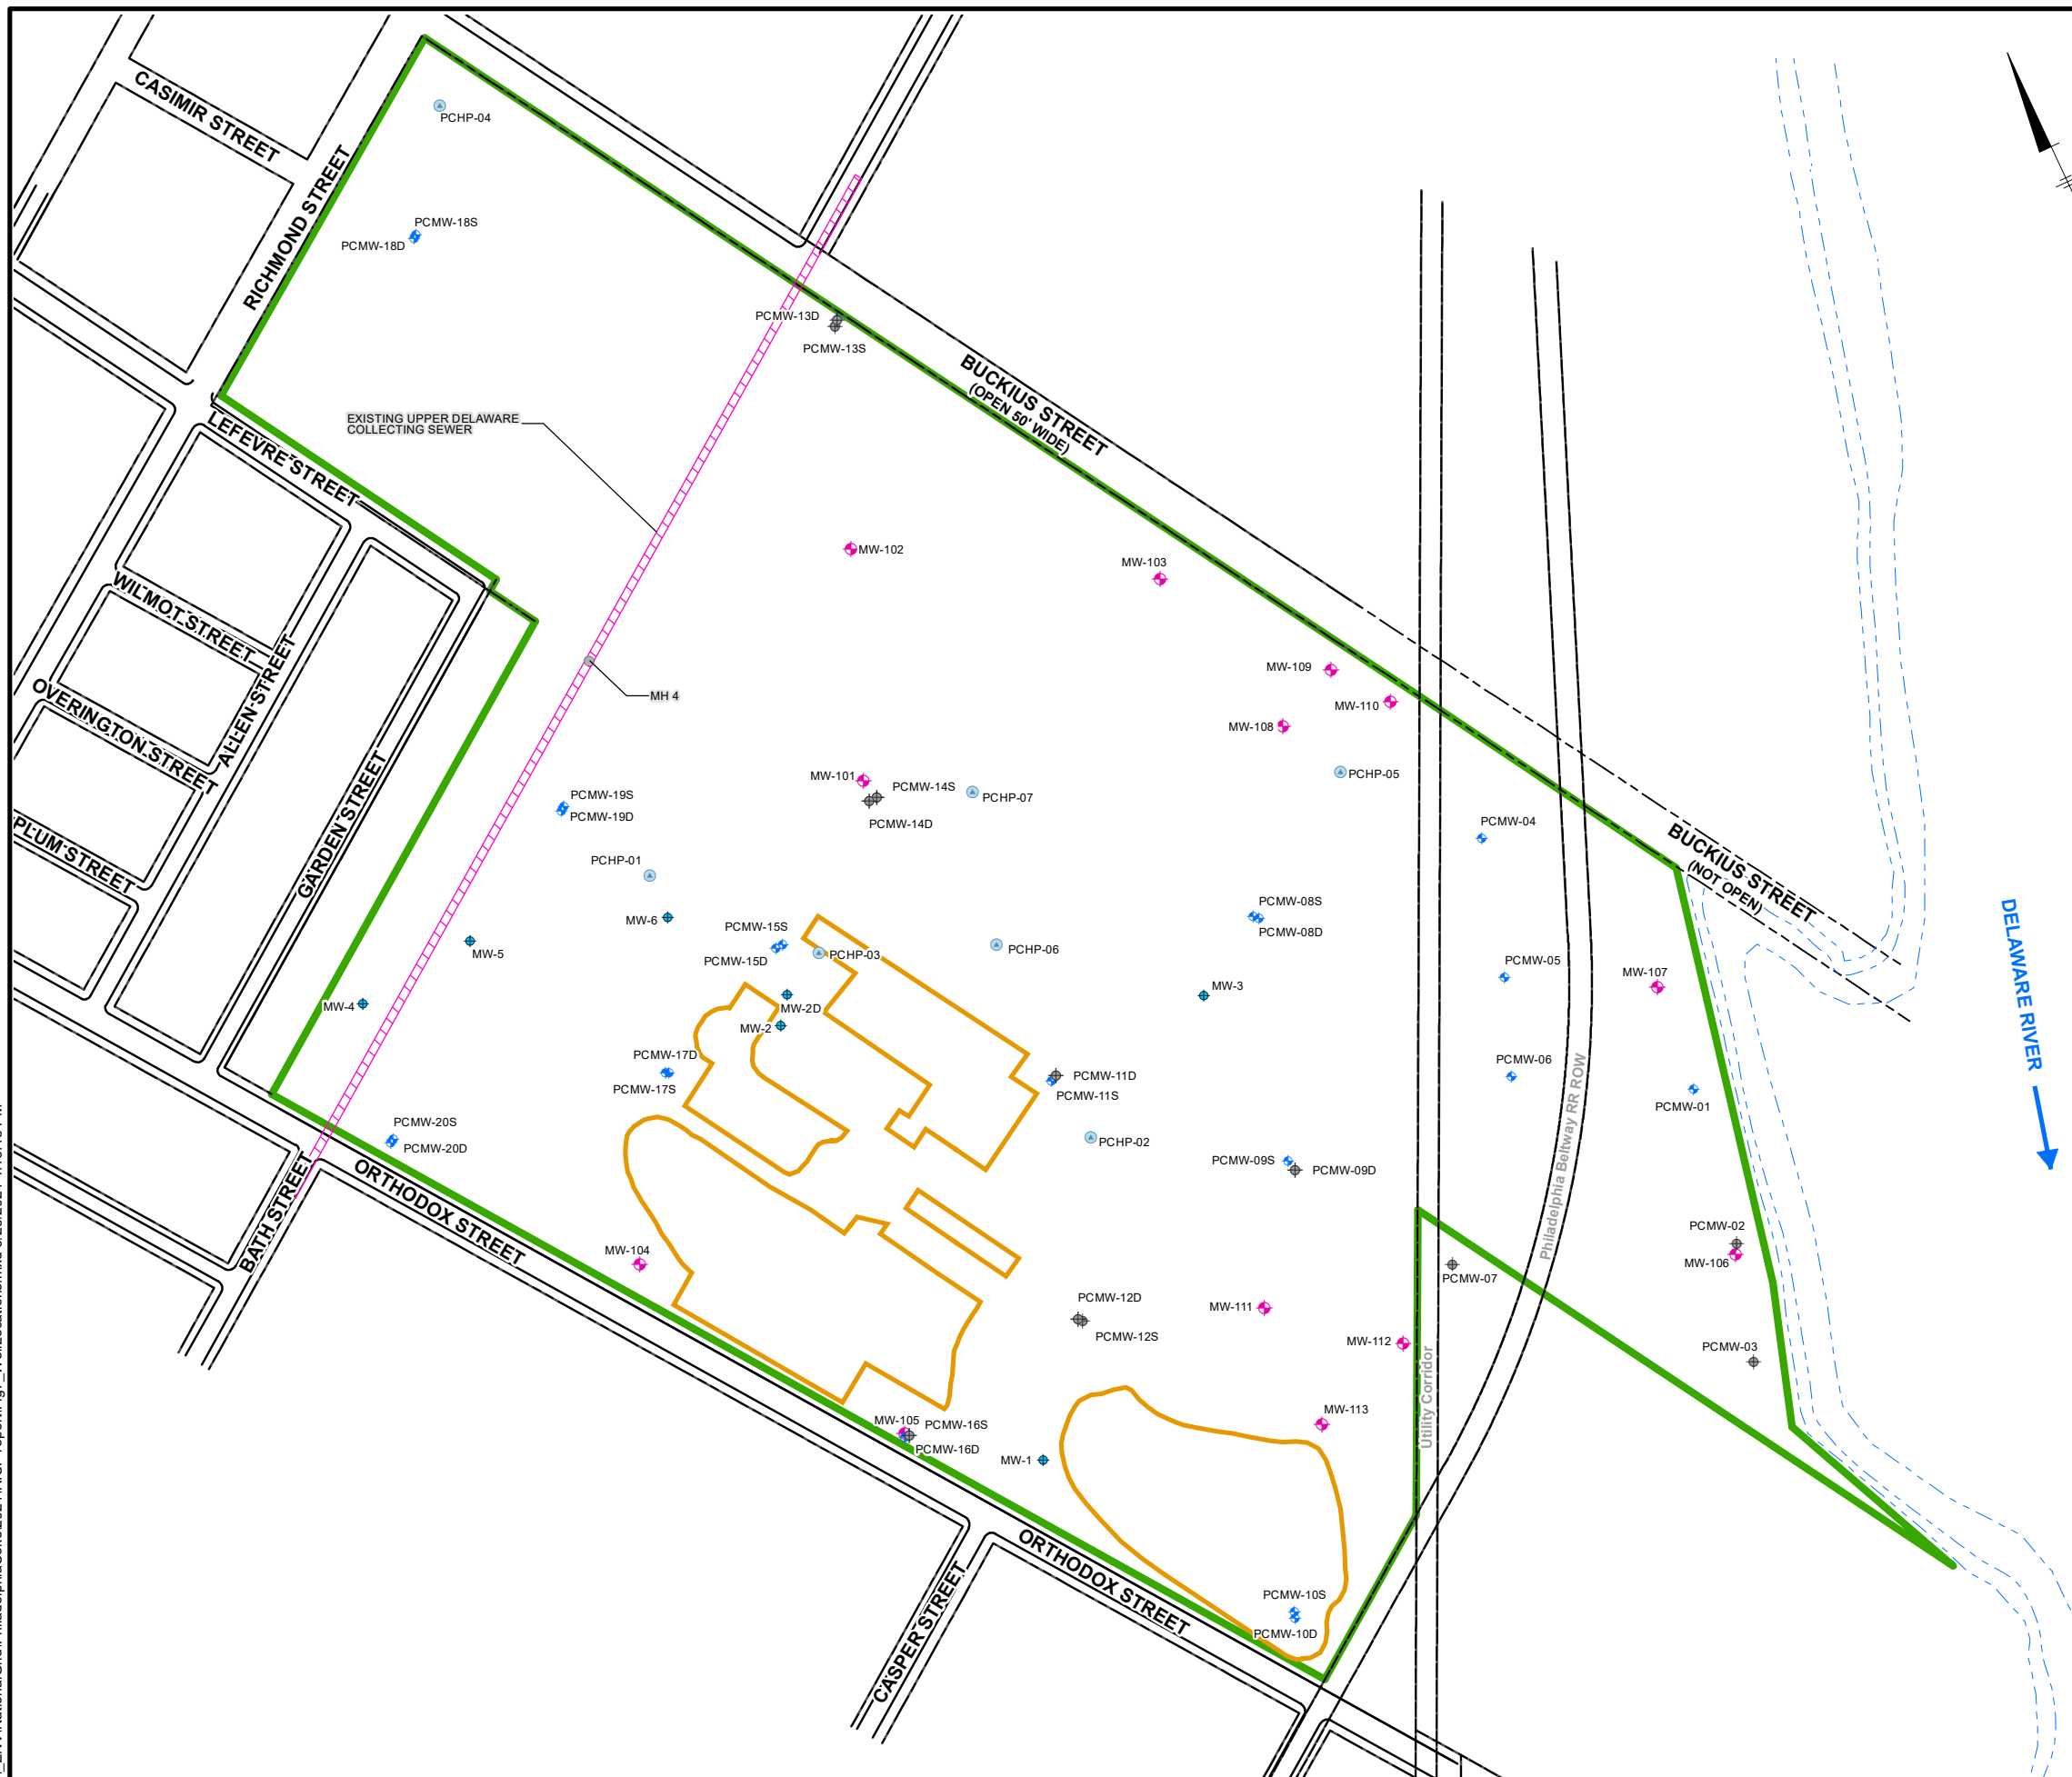 CASIMIR STREET
PCHP-04
RICHMOND STREET
PCMW-18S
PCMW-18D
PCMW-13D
PCMW-13S
BUCKIUS STREET
(OPEN 50' WIDE)
LEFEVRE STREET
EXISTING UPPER DELAWARE
COLLECTING SEWER
MW-102
MW-103
WILMOT STREET
ALLEN STREET
OVERINGTON STREET
MH 4
MW-109
MW-110
MW-108
PLUM STREET
GARDEN STREET
PCMW-19S
PCMW-19D
MW-101
PCMW-14S
PCMW-14D
PCHP-07
PCHP-05
PCMW-04
BUCKIUS STREET
(NOT OPEN)
PCHP-01
MW-6
MW-5
MW-4
PCMW-15S
PCMW-15D
PCHP-03
PCHP-06
PCMW-08S
PCMW-08D
PCMW-05
MW-107
DELAWARE RIVER
MW-2D
MW-2
MW-3
PCMW-17D
PCMW-17S
PCMW-11D
PCMW-11S
PCMW-06
PCMW-01
PCMW-20S
PCMW-20D
PCHP-02
PCMW-09S
PCMW-09D
Philadelphia Beltway RR ROW
BATH STREET
ORTHODOX STREET
MW-104
PCMW-02
MW-106
PCMW-07
PCMW-12D
PCMW-12S
MW-111
MW-112
PCMW-03
Utility Corridor
MW-113
MW-105
PCMW-16S
PCMW-16D
MW-1
ORTHODOX STREET
CASPER STREET
PCMW-10S
PCMW-10D